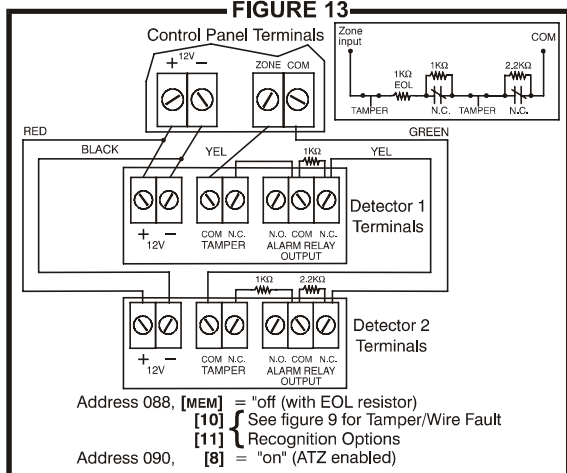 FIGURE 13
Control Panel Terminals
+ 12V −
ZONE COM
Zone input
COM
1KΩ EOL
1KΩ
2.2KΩ
TAMPER
N.C.
TAMPER
N.C.
RED
GREEN
BLACK
YEL
1KΩ
YEL
Detector 1 Terminals
+ 12V −
COM N.C.
TAMPER
N.O. COM N.C.
ALARM RELAY
OUTPUT
1KΩ
2.2KΩ
Detector 2 Terminals
+ 12V −
COM N.C.
TAMPER
N.O. COM N.C.
ALARM RELAY
OUTPUT
Address 088, [MEM] = "off (with EOL resistor)
[10] { See figure 9 for Tamper/Wire Fault
[11] { Recognition Options
Address 090, [8] = "on" (ATZ enabled)